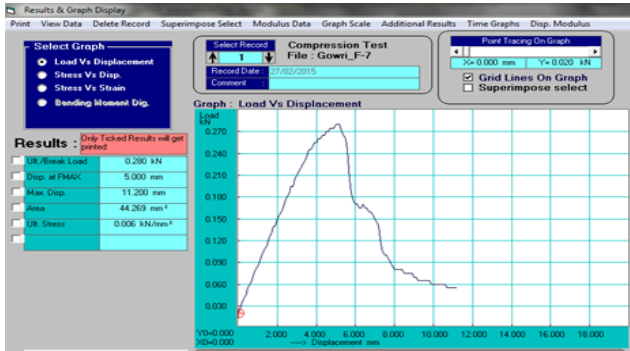 Results & Graph Display
Print View Data Delete Record Superimpose Select Modulus Data Graph Scale Additional Results Time Graphs Disp. Modulus
Select Graph
Load Vs Displacement
Stress Vs Disp.
Stress Vs Strain
Bending Moment Dig.
Select Record
1
Compression Test
File : Gowri_F-7
Record Date : 27/02/2015
Comment :
Point Tracing On Graph
X= 0.000 mm Y= 0.020 kN
Grid Lines On Graph
Superimpose select
Results :
Only Ticked Results will get printed
Ult./Break Load 0.280 kN
Disp. at FMAX 5.000 mm
Max. Disp. 11.200 mm
Area 44.269 mm²
Ult. Stress 0.006 kN/mm²
Graph : Load Vs Displacement
Load
kN
0.270
0.240
0.210
0.180
0.150
0.120
0.090
0.060
0.030
Y0=0.000
X0=0.000
2.000 4.000 6.000 8.000 10.000 12.000 14.000 16.000 18.000
---> Displacement mm